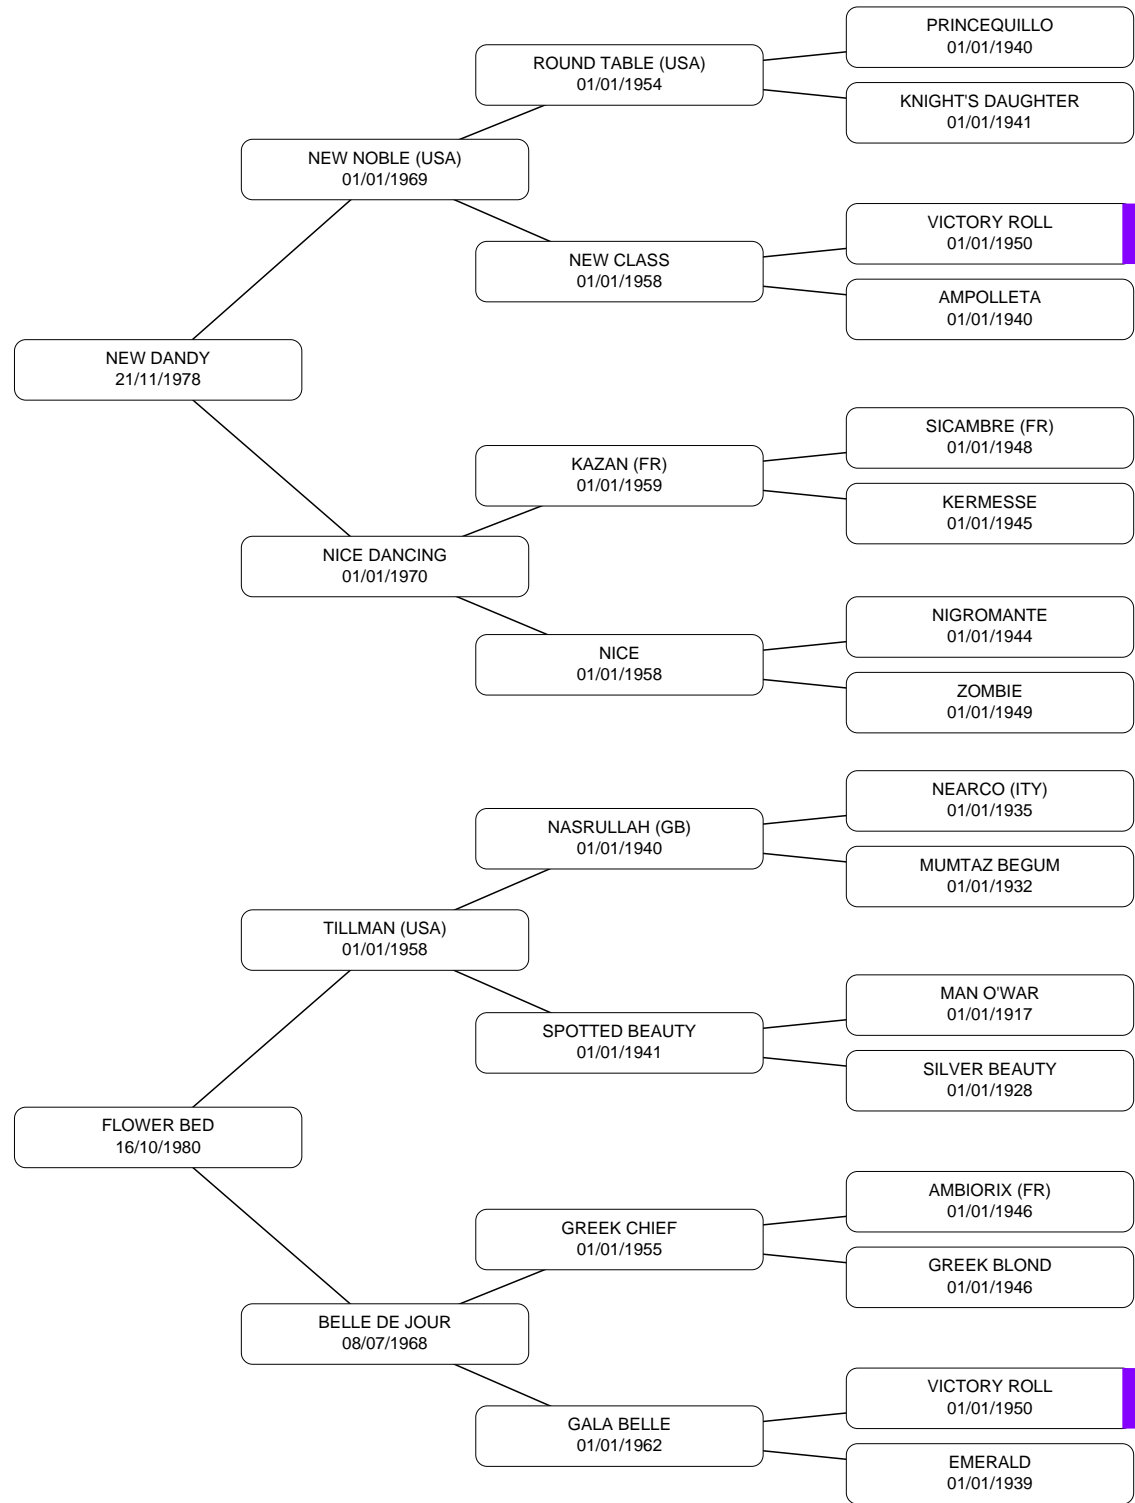 PRINCEQUILLO
01/01/1940
ROUND TABLE (USA)
01/01/1954
KNIGHT'S DAUGHTER
01/01/1941
NEW NOBLE (USA)
01/01/1969
VICTORY ROLL
01/01/1950
NEW CLASS
01/01/1958
AMPOLLETA
01/01/1940
NEW DANDY
21/11/1978
SICAMBRE (FR)
01/01/1948
KAZAN (FR)
01/01/1959
KERMESSE
01/01/1945
NICE DANCING
01/01/1970
NIGROMANTE
01/01/1944
NICE
01/01/1958
ZOMBIE
01/01/1949
NEARCO (ITY)
01/01/1935
NASRULLAH (GB)
01/01/1940
MUMTAZ BEGUM
01/01/1932
TILLMAN (USA)
01/01/1958
MAN O'WAR
01/01/1917
SPOTTED BEAUTY
01/01/1941
SILVER BEAUTY
01/01/1928
FLOWER BED
16/10/1980
AMBIORIX (FR)
01/01/1946
GREEK CHIEF
01/01/1955
GREEK BLOND
01/01/1946
BELLE DE JOUR
08/07/1968
VICTORY ROLL
01/01/1950
GALA BELLE
01/01/1962
EMERALD
01/01/1939